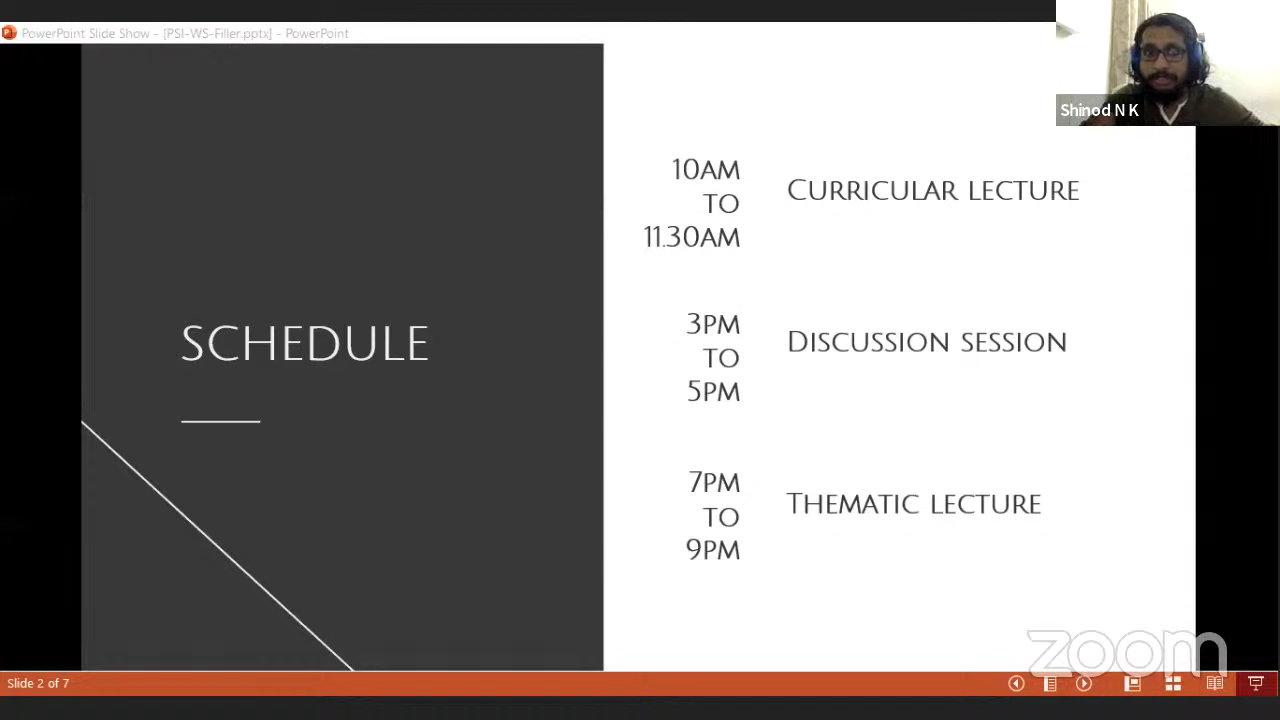 PowerPoint Slide Show - [PSI-WS-Filler.pptx] - PowerPoint
Shinod N K
SCHEDULE
10AM
TO
11.30AM
CURRICULAR LECTURE
3PM
TO
5PM
DISCUSSION SESSION
7PM
TO
9PM
THEMATIC LECTURE
zoom
Slide 2 of 7